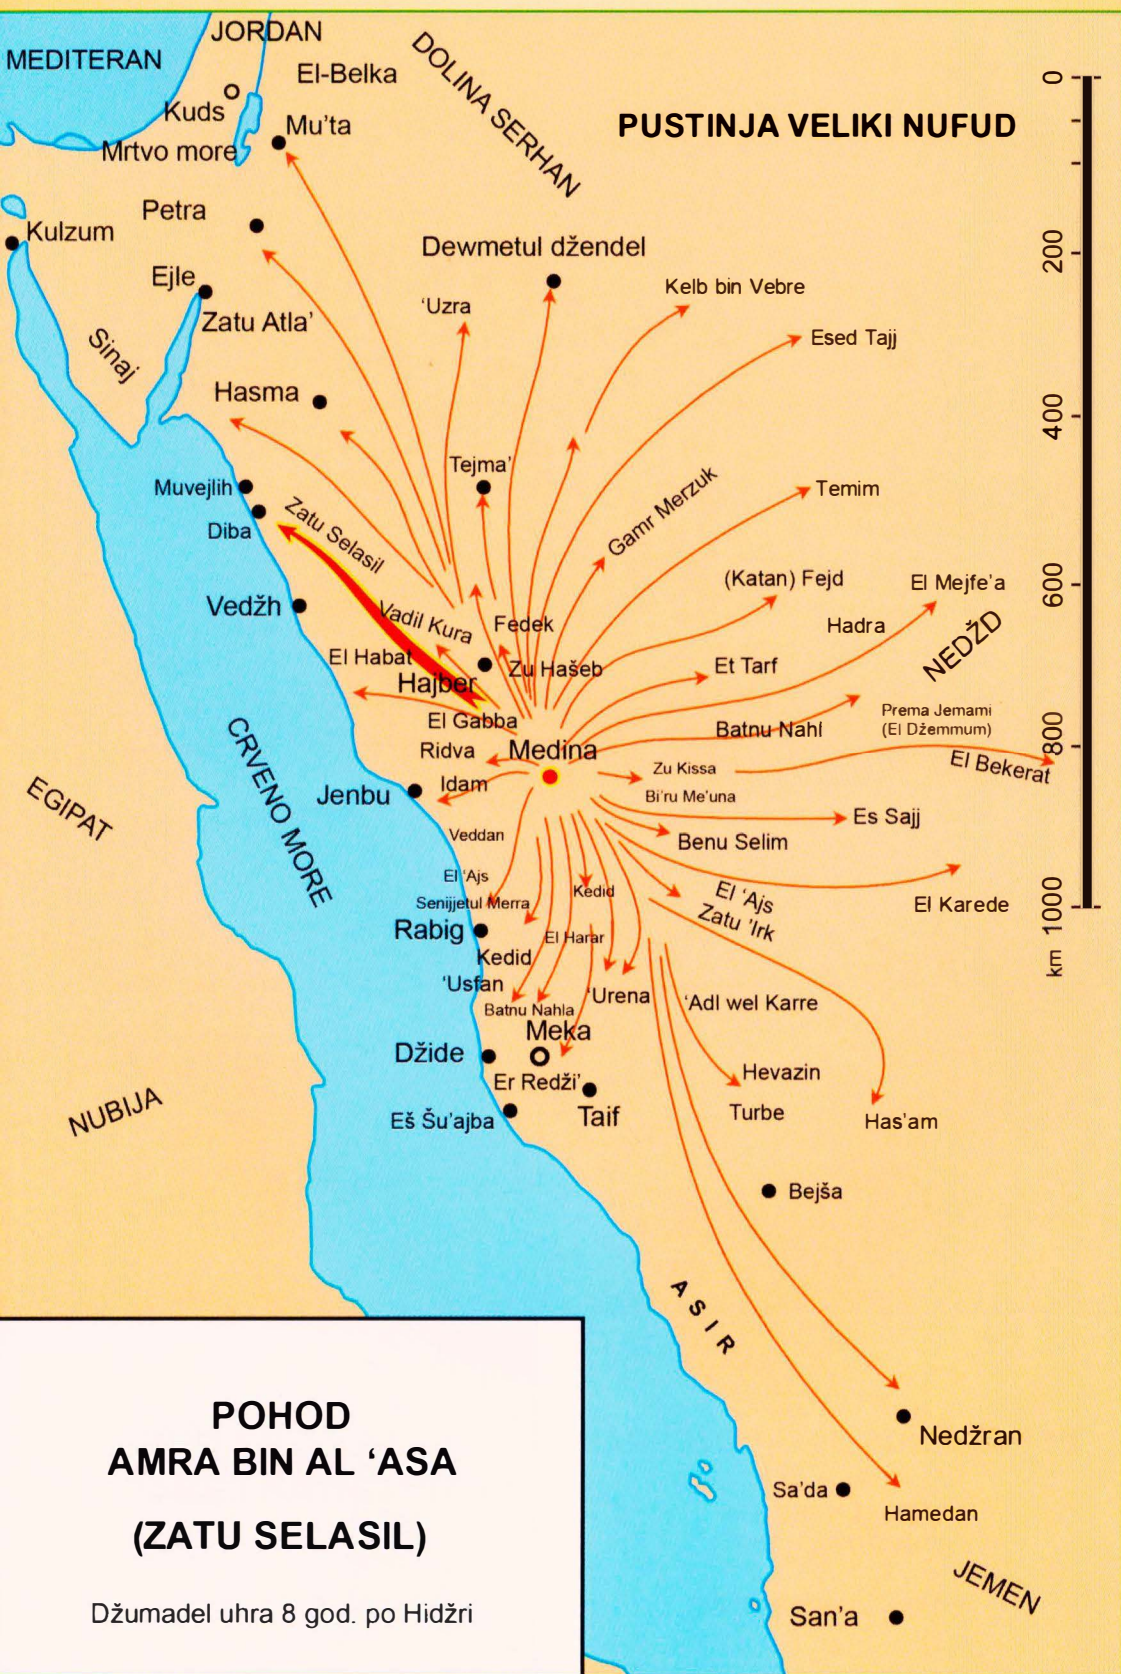 JORDAN
MEDITERAN
El-Belka
DOLINA SERHAN
PUSTINJA VELIKI NUFUD
0
Kuds
Mu'ta
Mrtvo more
Petra
Kulzum
Dewmetul džendel
200
Ejle
Kelb bin Vebre
'Uzra
Zatu Atla'
Esed Tajj
Sinaj
Hasma
400
Tejma'
Muvejlih
Temim
Gamr Merzuk
Zatu Selasil
Diba
(Katan) Fejd
El Mejfe'a
600
Vedžh
Vadil Kura
Fedek
Hadra
NEDŽD
El Habat
Zu Hašeb
Et Tarf
Hajber
El Gabba
Batnu Nahl
Prema Jemami
(El Džemmum)
800
Ridva
Medina
El Bekerat
CRVENO MORE
Zu Kissa
EGIPAT
Jenbu
Idam
Bi'ru Me'una
Es Sajj
Veddan
Benu Selim
El 'Ajs
Kedid
Senijjetul Merra
El 'Ajs
Zatu 'Irk
El Karede
1000
km
Rabig
El Harar
Kedid
'Usfan
'Urena
'Adl wel Karre
Batnu Nahla
Meka
Džide
Er Redži'
Hevazin
NUBIJA
Eš Šu'ajba
Taif
Turbe
Has'am
Bejša
ASIR
POHOD
AMRA BIN AL ‘ASA
(ZATU SELASIL)
Džumadel uhra 8 god. po Hidžri
Nedžran
Sa'da
Hamedan
JEMEN
San'a